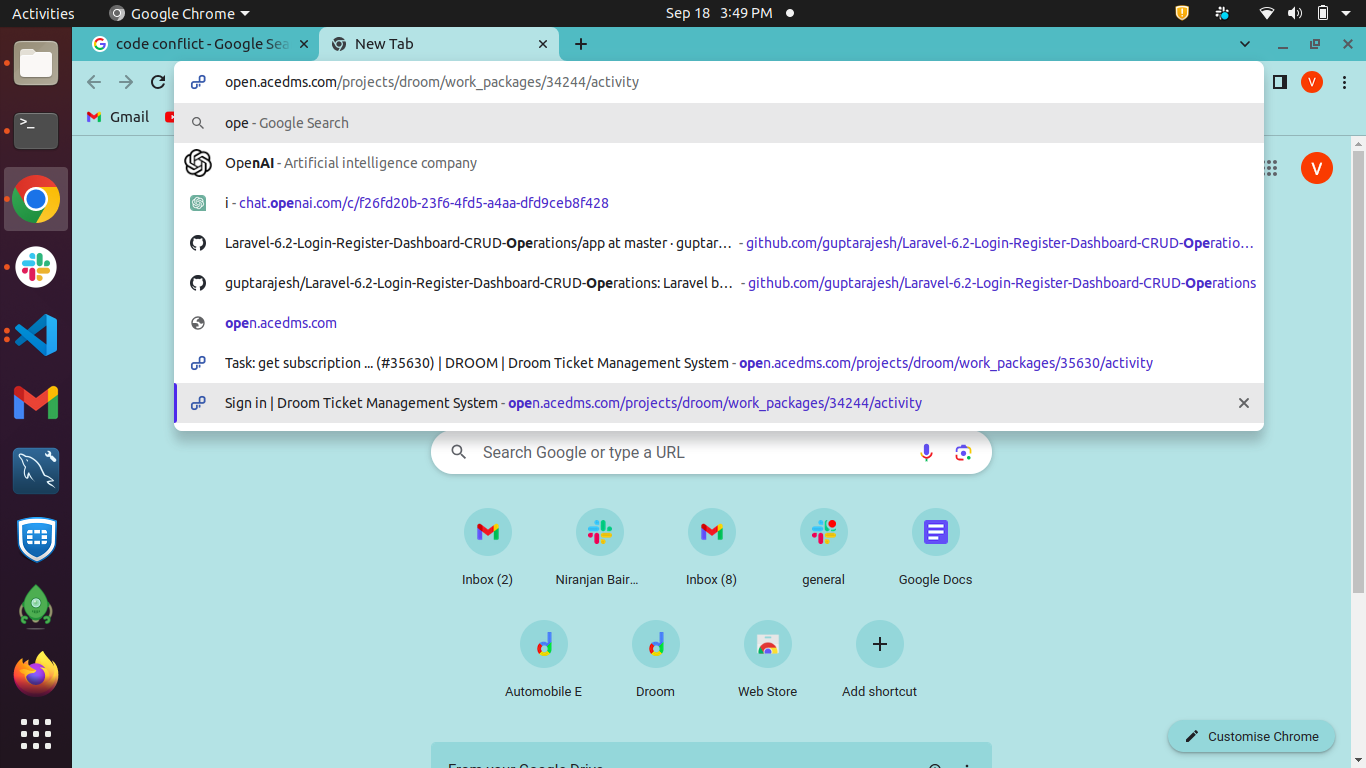 Activities Google Chrome Sep 18 3:49 PM
code conflict - Google Sea New Tab
open.acedms.com/projects/droom/work_packages/34244/activity V
Gmail
ope - Google Search
OpenAI - Artificial intelligence company V
i - chat.openai.com/c/f26fd20b-23f6-4fd5-a4aa-dfd9ceb8f428
Laravel-6.2-Login-Register-Dashboard-CRUD-Operations/app at master · guptar... - github.com/guptarajesh/Laravel-6.2-Login-Register-Dashboard-CRUD-Operatio...
guptarajesh/Laravel-6.2-Login-Register-Dashboard-CRUD-Operations: Laravel b... - github.com/guptarajesh/Laravel-6.2-Login-Register-Dashboard-CRUD-Operations
open.acedms.com
Task: get subscription ... (#35630) | DROOM | Droom Ticket Management System - open.acedms.com/projects/droom/work_packages/35630/activity
Sign in | Droom Ticket Management System - open.acedms.com/projects/droom/work_packages/34244/activity
Search Google or type a URL
Inbox (2) Niranjan Bair... Inbox (8) general Google Docs
Automobile E Droom Web Store Add shortcut
Customise Chrome
From your Google Drive